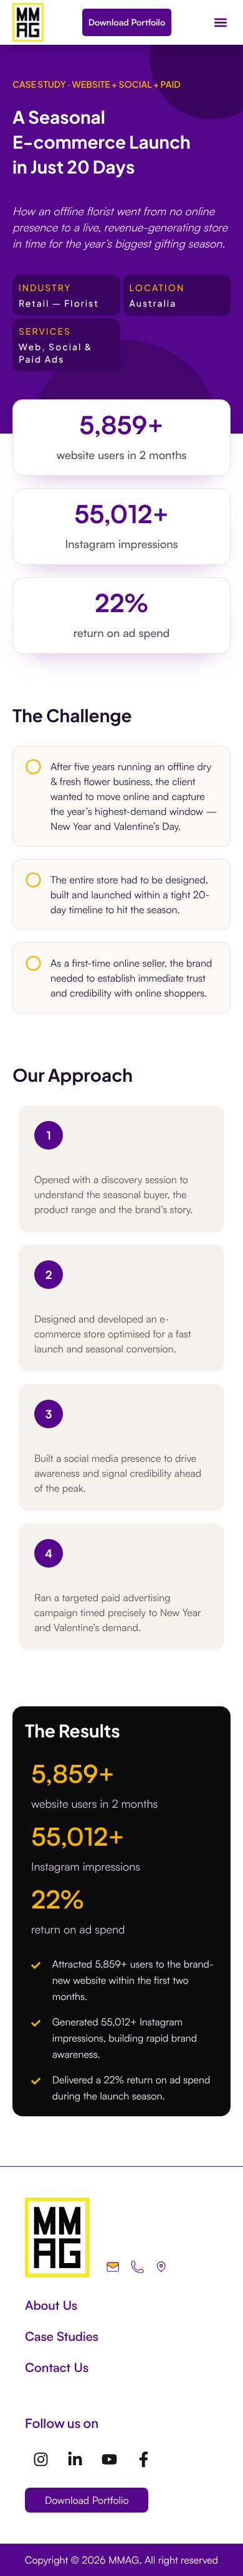 MM
AG
Download Portfoilo
CASE STUDY · WEBSITE + SOCIAL + PAID
A Seasonal
E-commerce Launch
in Just 20 Days
How an offline florist went from no online
presence to a live, revenue-generating store
in time for the year's biggest gifting season.
INDUSTRY
Retail — Florist
LOCATION
Australia
SERVICES
Web, Social &
Paid Ads
5,859+
website users in 2 months
55,012+
Instagram impressions
22%
return on ad spend
The Challenge
After five years running an offline dry
& fresh flower business, the client
wanted to move online and capture
the year's highest-demand window —
New Year and Valentine's Day.
The entire store had to be designed,
built and launched within a tight 20-
day timeline to hit the season.
As a first-time online seller, the brand
needed to establish immediate trust
and credibility with online shoppers.
Our Approach
1
Opened with a discovery session to
understand the seasonal buyer, the
product range and the brand's story.
2
Designed and developed an e-
commerce store optimised for a fast
launch and seasonal conversion.
3
Built a social media presence to drive
awareness and signal credibility ahead
of the peak.
4
Ran a targeted paid advertising
campaign timed precisely to New Year
and Valentine's demand.
The Results
5,859+
website users in 2 months
55,012+
Instagram impressions
22%
return on ad spend
Attracted 5,859+ users to the brand-
new website within the first two
months.
Generated 55,012+ Instagram
impressions, building rapid brand
awareness.
Delivered a 22% return on ad spend
during the launch season.
MM
AG
About Us
Case Studies
Contact Us
Follow us on
Download Portfolio
Copyright © 2026 MMAG, All right reserved